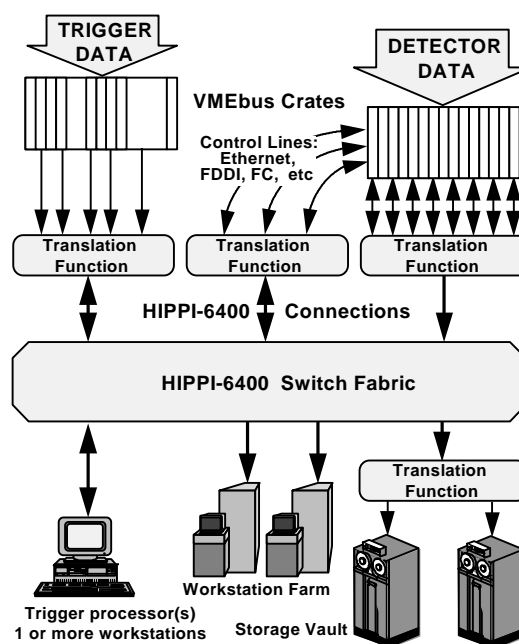 TRIGGER
DATA
DETECTOR
DATA
VMEbus Crates
Control Lines:
Ethernet,
FDDI, FC, etc
Translation
Function
Translation
Function
Translation
Function
HIPPI-6400 Connections
HIPPI-6400 Switch Fabric
Translation
Function
Workstation Farm
Trigger processor(s)
1 or more workstations
Storage Vault